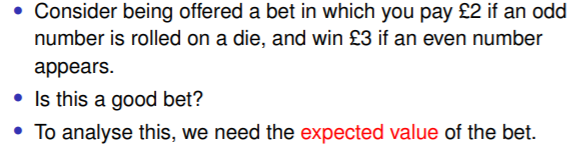 • Consider being offered a bet in which you pay £2 if an odd
number is rolled on a die, and win £3 if an even number
appears.
• Is this a good bet?
• To analyse this, we need the expected value of the bet.